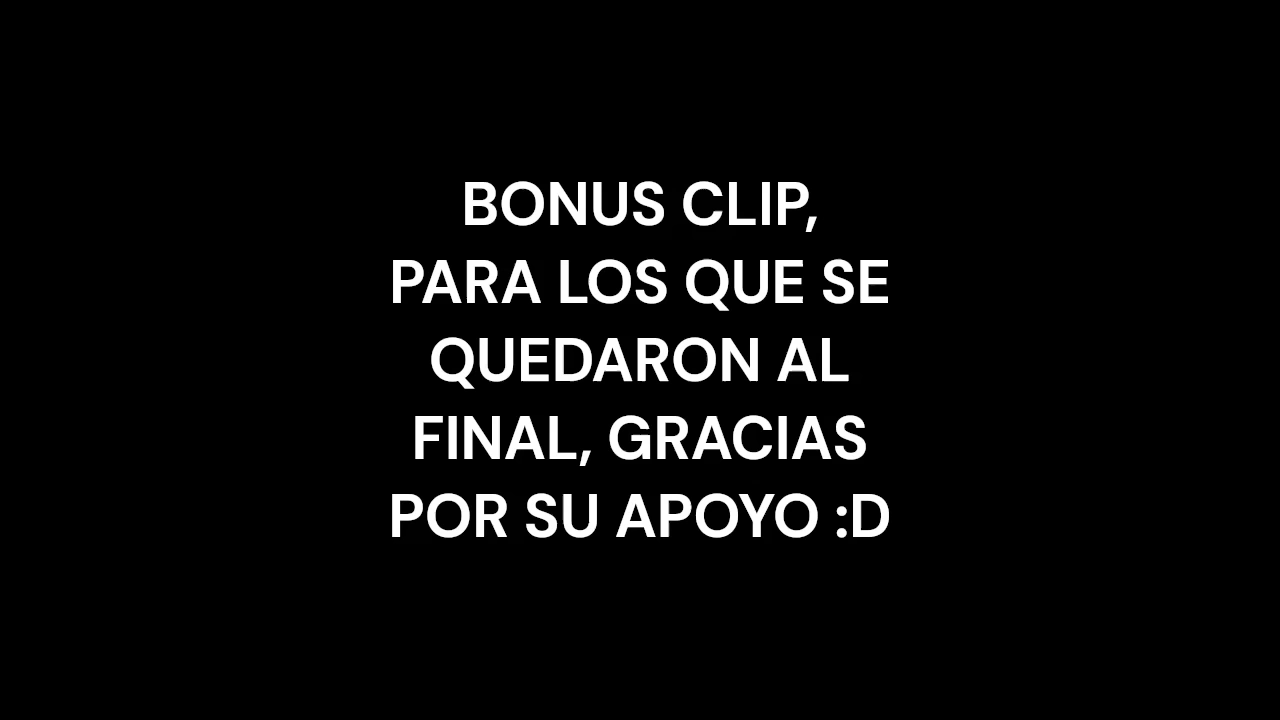 BONUS CLIP,
PARA LOS QUE SE
QUEDARON AL
FINAL, GRACIAS
POR SU APOYO :D